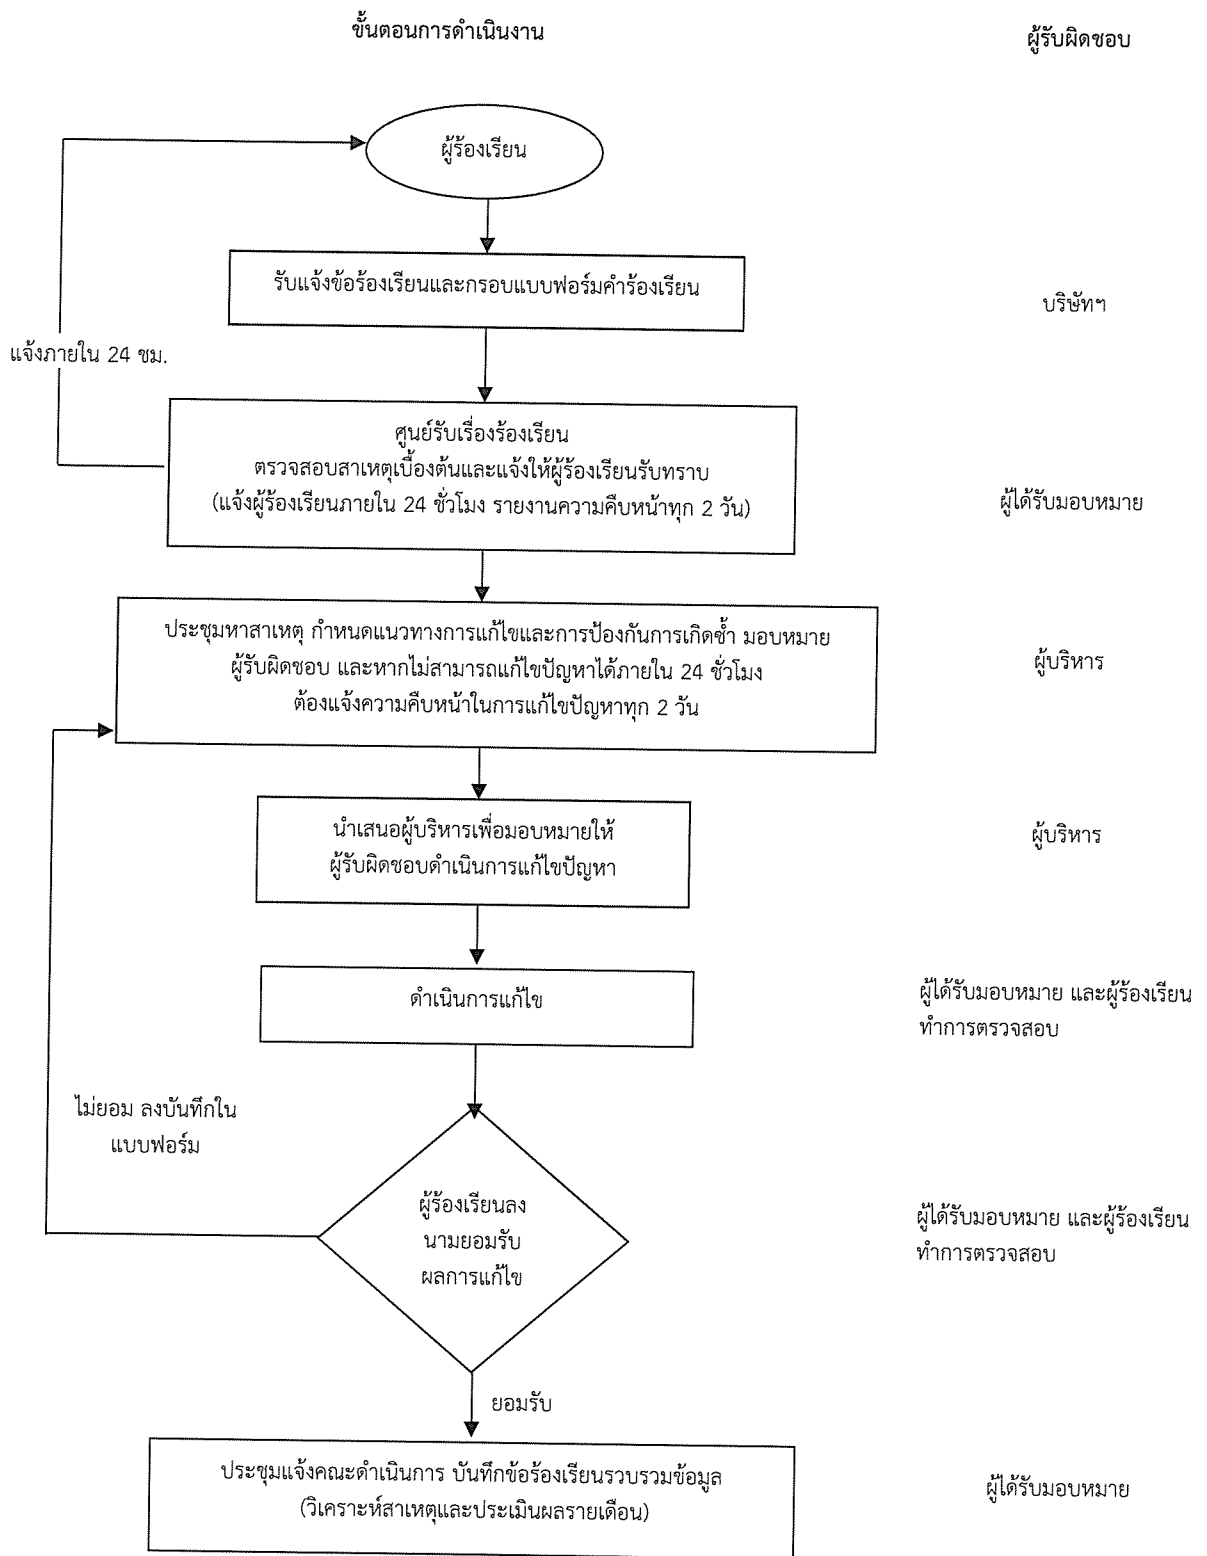 ขั้นตอนการดำเนินงาน
ผู้รับผิดชอบ
ผู้ร้องเรียน
รับแจ้งข้อร้องเรียนและกรอบแบบฟอร์มคำร้องเรียน
บริษัทฯ
แจ้งภายใน 24 ชม.
ศูนย์รับเรื่องร้องเรียน
ตรวจสอบสาเหตุเบื้องต้นและแจ้งให้ผู้ร้องเรียนรับทราบ
(แจ้งผู้ร้องเรียนภายใน 24 ชั่วโมง รายงานความคืบหน้าทุก 2 วัน)
ผู้ได้รับมอบหมาย
ประชุมหาสาเหตุ กำหนดแนวทางการแก้ไขและการป้องกันการเกิดซ้ำ มอบหมาย
ผู้รับผิดชอบ และหากไม่สามารถแก้ไขปัญหาได้ภายใน 24 ชั่วโมง
ต้องแจ้งความคืบหน้าในการแก้ไขปัญหาทุก 2 วัน
ผู้บริหาร
นำเสนอผู้บริหารเพื่อมอบหมายให้
ผู้รับผิดชอบดำเนินการแก้ไขปัญหา
ผู้บริหาร
ดำเนินการแก้ไข
ผู้ได้รับมอบหมาย และผู้ร้องเรียน
ทำการตรวจสอบ
ไม่ยอม ลงบันทึกใน
แบบฟอร์ม
ผู้ร้องเรียนลง
นามยอมรับ
ผลการแก้ไข
ผู้ได้รับมอบหมาย และผู้ร้องเรียน
ทำการตรวจสอบ
ยอมรับ
ประชุมแจ้งคณะดำเนินการ บันทึกข้อร้องเรียนรวบรวมข้อมูล
(วิเคราะห์สาเหตุและประเมินผลรายเดือน)
ผู้ได้รับมอบหมาย